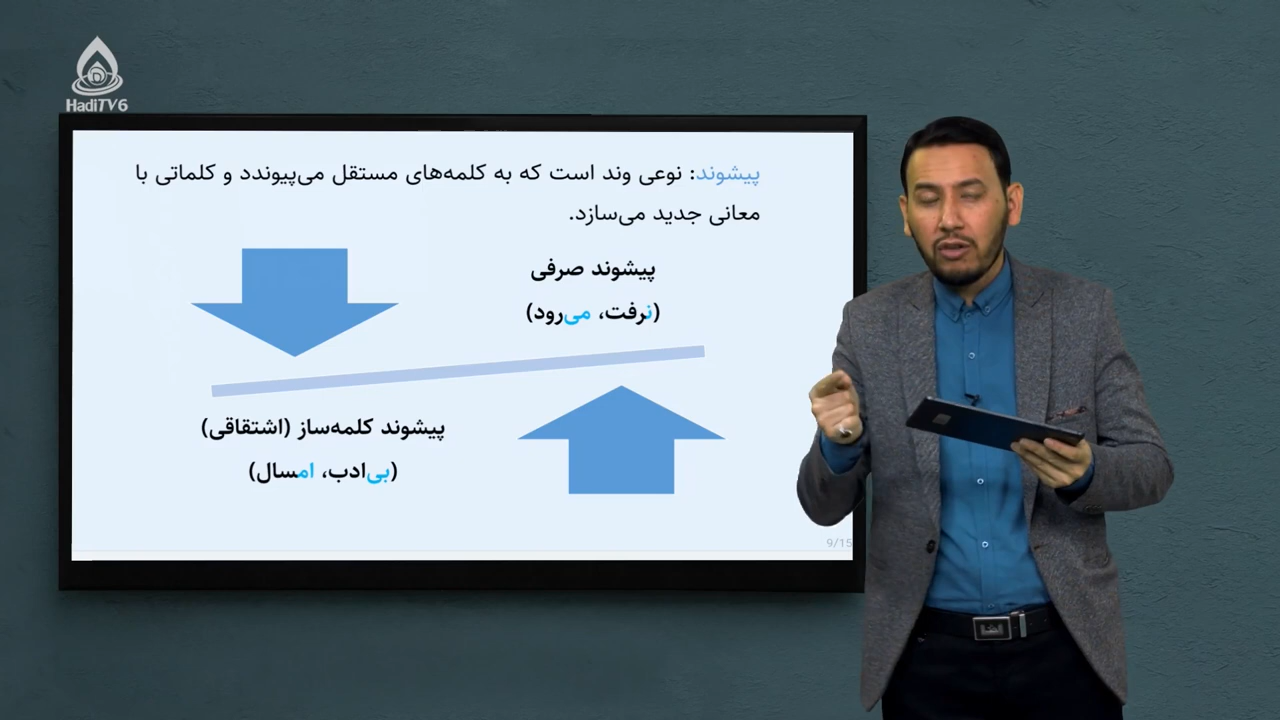 HadiTV6
پیشوند: نوعی وند است که به کلمه‌های مستقل می‌پیوندد و کلماتی با
معانی جدید می‌سازد.
پیشوند صرفی
(نرفت، می‌رود)
پیشوند کلمه‌ساز (اشتقاقی)
(بی‌ادب، امسال)
9/15